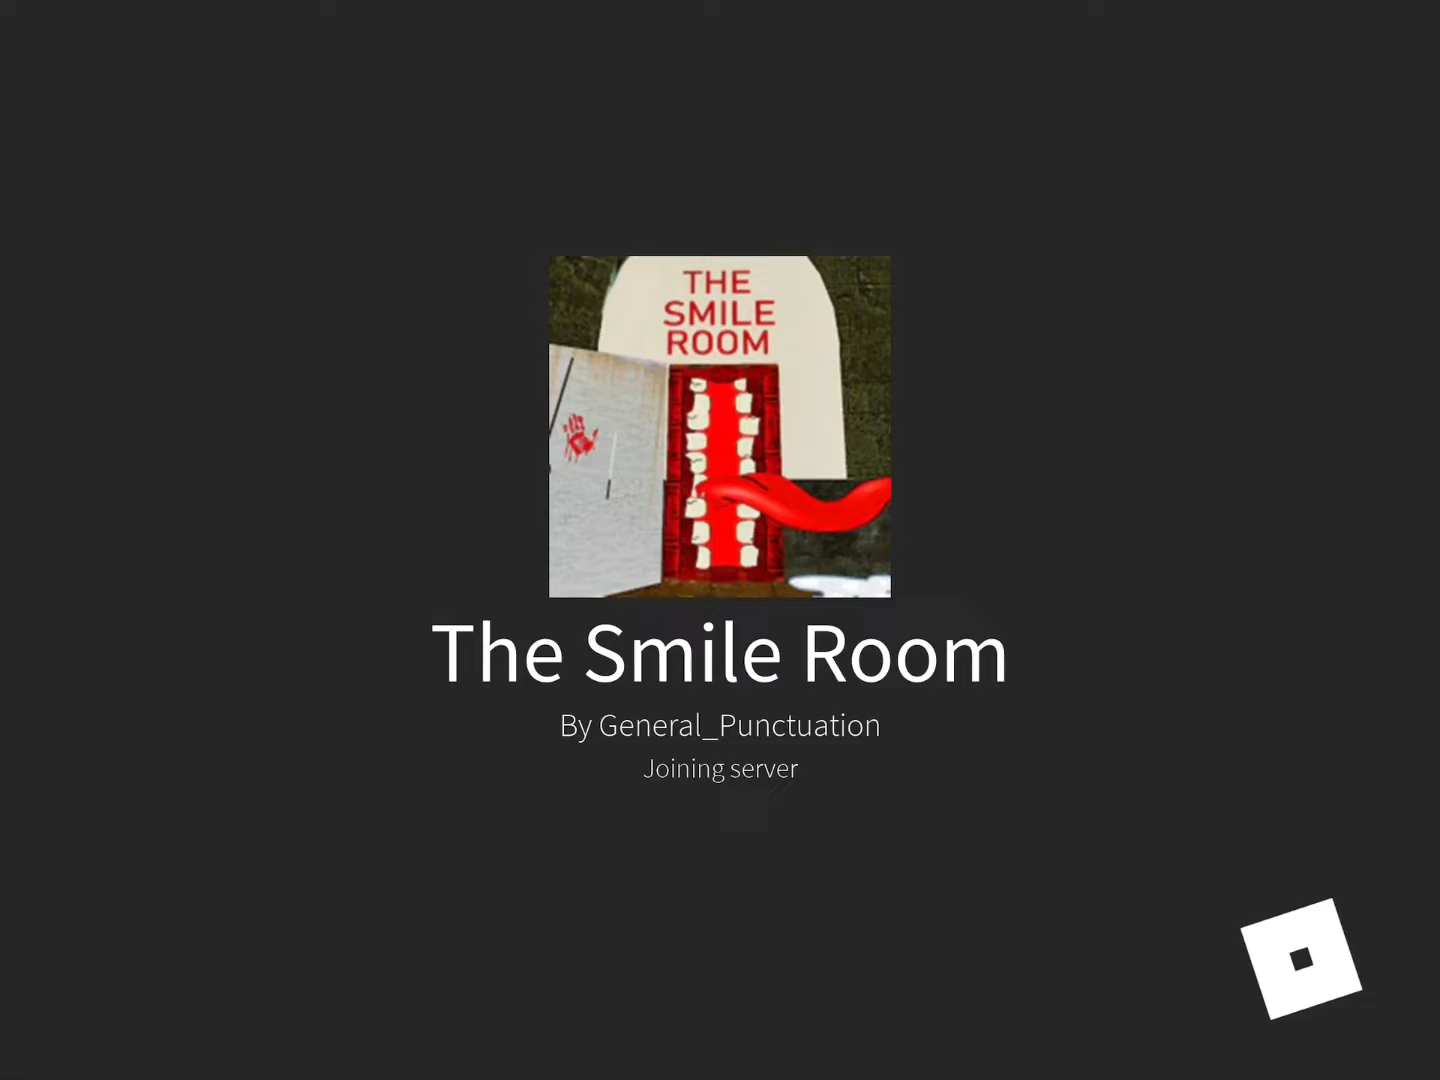 THE
SMILE
ROOM
The Smile Room
By General_Punctuation
Joining server